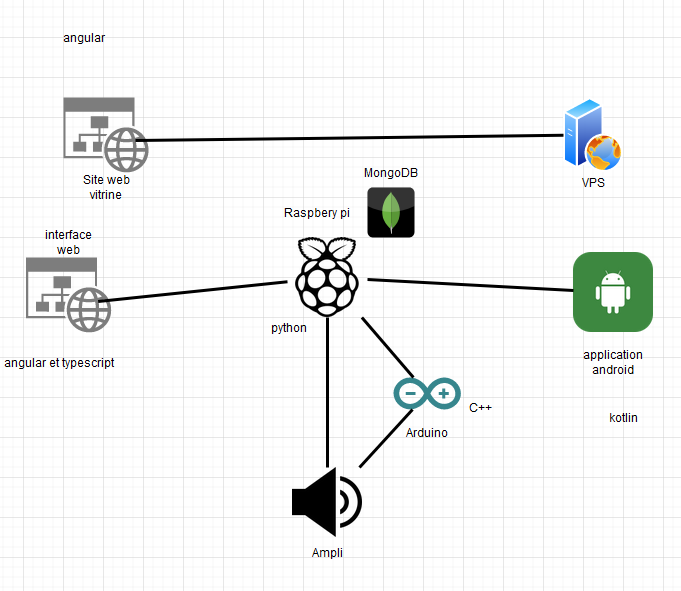 angular
Site web
vitrine
VPS
MongoDB
Raspbery pi
interface
web
python
angular et typescript
application
android
C++
kotlin
Arduino
Ampli